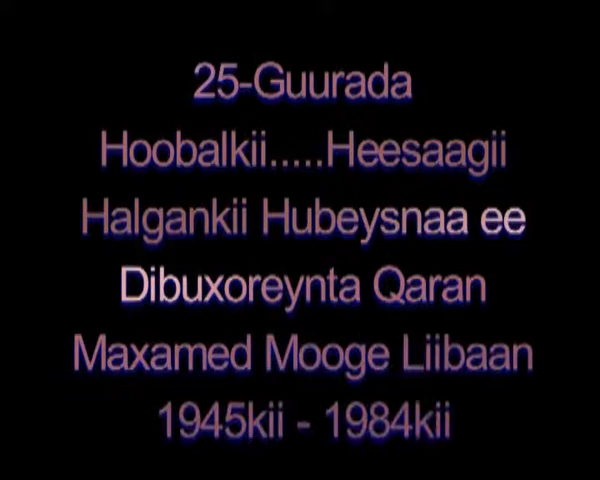 25-Guurada
Hoobalkii.....Heesaagii
Halgankii Hubeysnaa ee
Dibuxoreynta Qaran
Maxamed Mooge Liibaan
1945kii - 1984kii